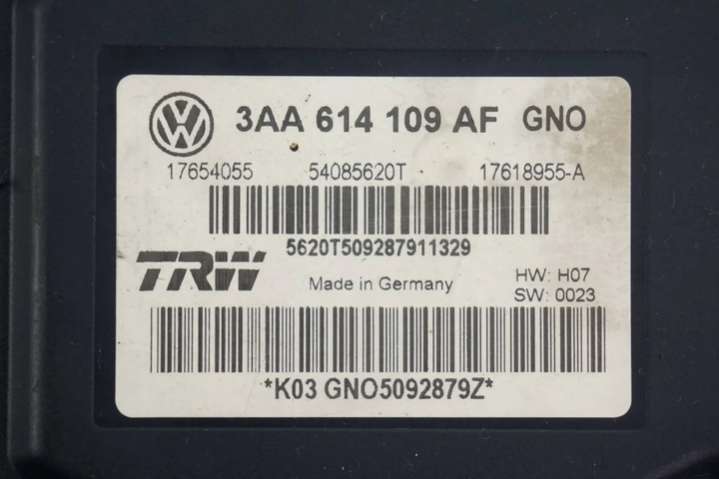 3AA 614 109 AF GNO
17654055 54085620T 17618955-A
5620T509287911329
TRW Made in Germany HW: H07
SW: 0023
*K03 GNO5092879Z*